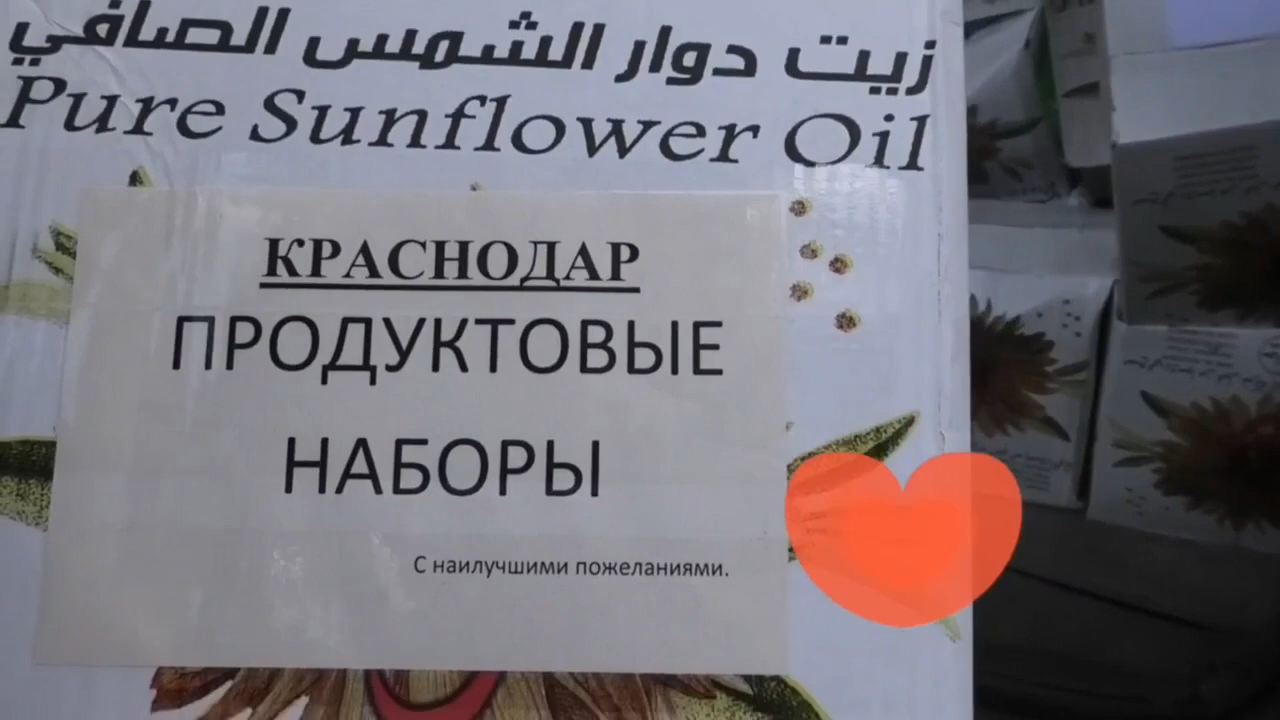 زيت دوار الشمس الصافي
Pure Sunflower Oil
КРАСНОДАР
ПРОДУКТОВЫЕ
НАБОРЫ
С наилучшими пожеланиями.